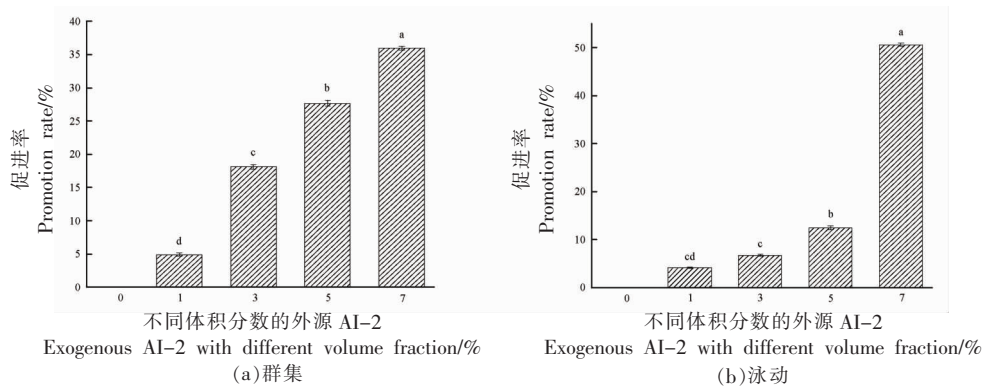 促进率
Promotion rate/%
40
35
30
25
20
15
10
5
0
d
c
b
a
0 1 3 5 7
不同体积分数的外源 AI-2
Exogenous AI-2 with different volume fraction/%
(a)群集
促进率
Promotion rate/%
50
40
30
20
10
0
cd
c
b
a
0 1 3 5 7
不同体积分数的外源 AI-2
Exogenous AI-2 with different volume fraction/%
(b)泳动